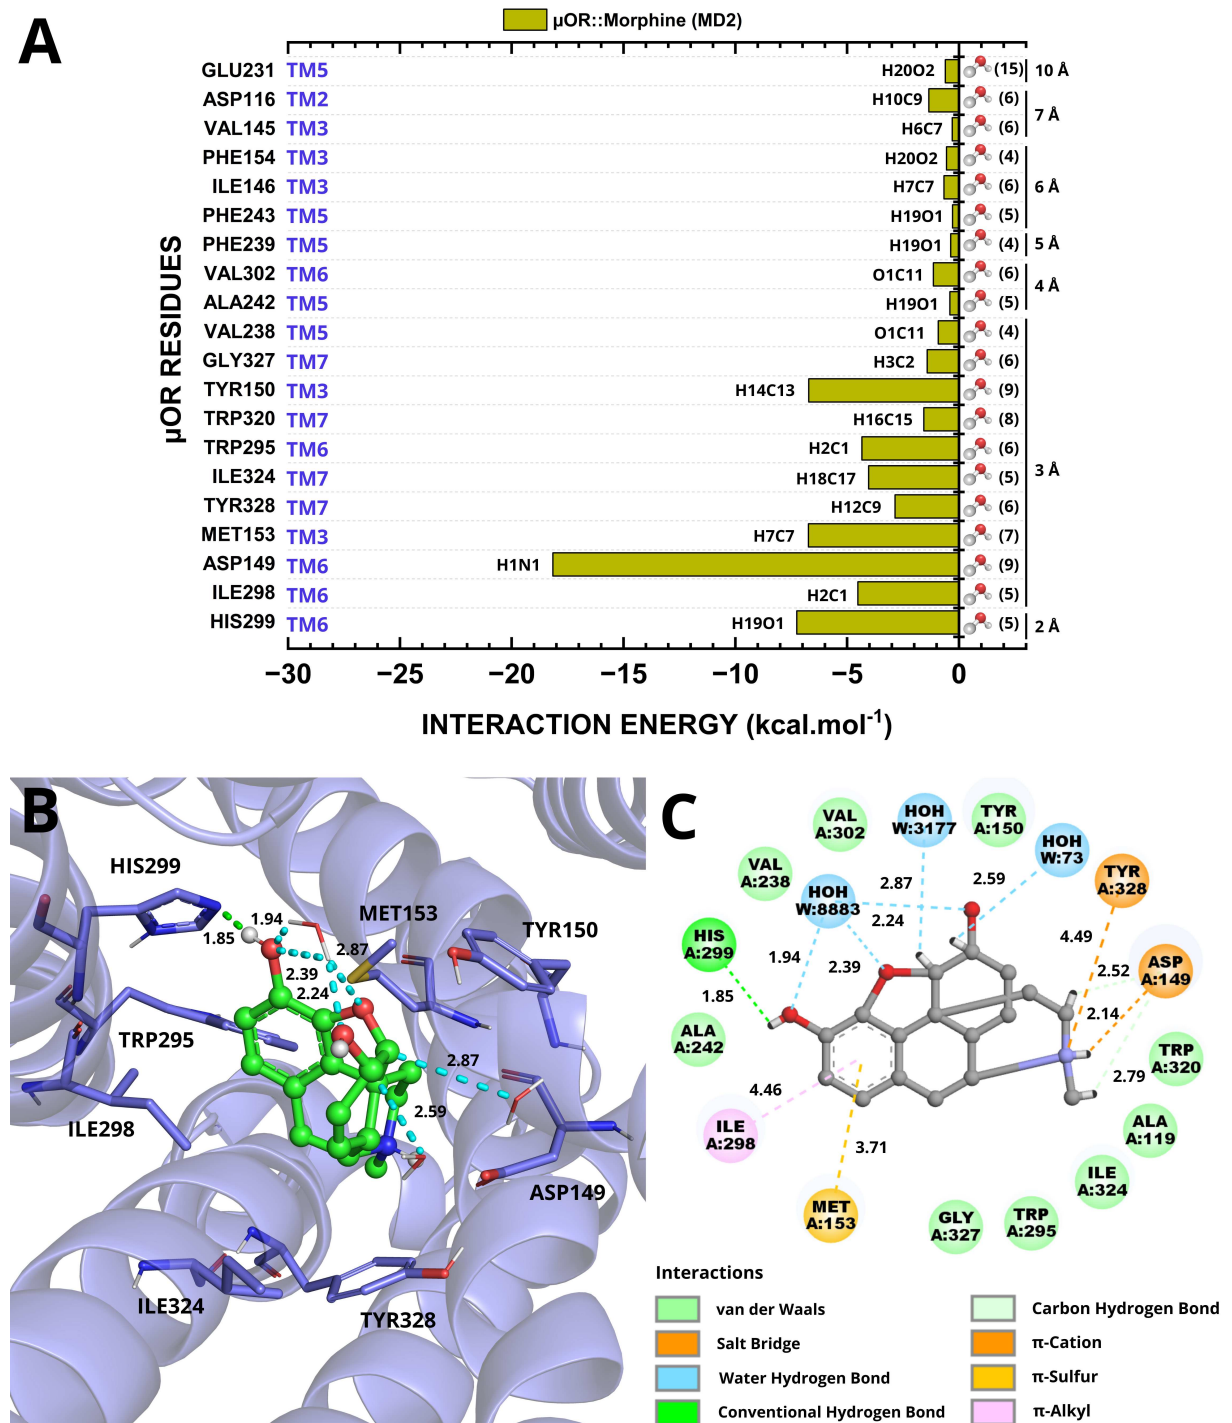 A
µOR::Morphine (MD2)
GLU231 TM5 H20O2 (15) 10 Å
ASP116 TM2 H10C9 (6)
7 Å
VAL145 TM3 H6C7 (6)
PHE154 TM3 H20O2 (4)
ILE146 TM3 H7C7 (6) 6 Å
PHE243 TM5 H19O1 (5)
PHE239 TM5 H19O1 (4) 5 Å
VAL302 TM6 O1C11 (6)
4 Å
ALA242 TM5 H19O1 (5)
VAL238 TM5 O1C11 (4)
GLY327 TM7 H3C2 (6)
TYR150 TM3 H14C13 (9)
TRP320 TM7 H16C15 (8)
TRP295 TM6 H2C1 (6)
3 Å
ILE324 TM7 H18C17 (5)
TYR328 TM7 H12C9 (6)
MET153 TM3 H7C7 (7)
ASP149 TM6 H1N1 (9)
ILE298 TM6 H2C1 (5)
HIS299 TM6 H19O1 (5) 2 Å
µOR RESIDUES
−30 −25 −20 −15 −10 −5 0
INTERACTION ENERGY (kcal.mol⁻¹)
B
HIS299
1.94
MET153
1.85
2.87
TYR150
2.39
2.24
TRP295
2.87
2.59
ILE298
ASP149
ILE324
TYR328
C
VAL
A:302
HOH
W:3177
TYR
A:150
HOH
W:73
VAL
A:238
HOH
W:8883
2.87
2.59
TYR
A:328
2.24
HIS
A:299
4.49
1.94
2.39
2.52
ASP
A:149
1.85
2.14
ALA
A:242
TRP
A:320
2.79
4.46
ILE
A:298
ALA
A:119
3.71
ILE
A:324
MET
A:153
GLY
A:327
TRP
A:295
Interactions
van der Waals
Salt Bridge
Water Hydrogen Bond
Conventional Hydrogen Bond
Carbon Hydrogen Bond
π-Cation
π-Sulfur
π-Alkyl